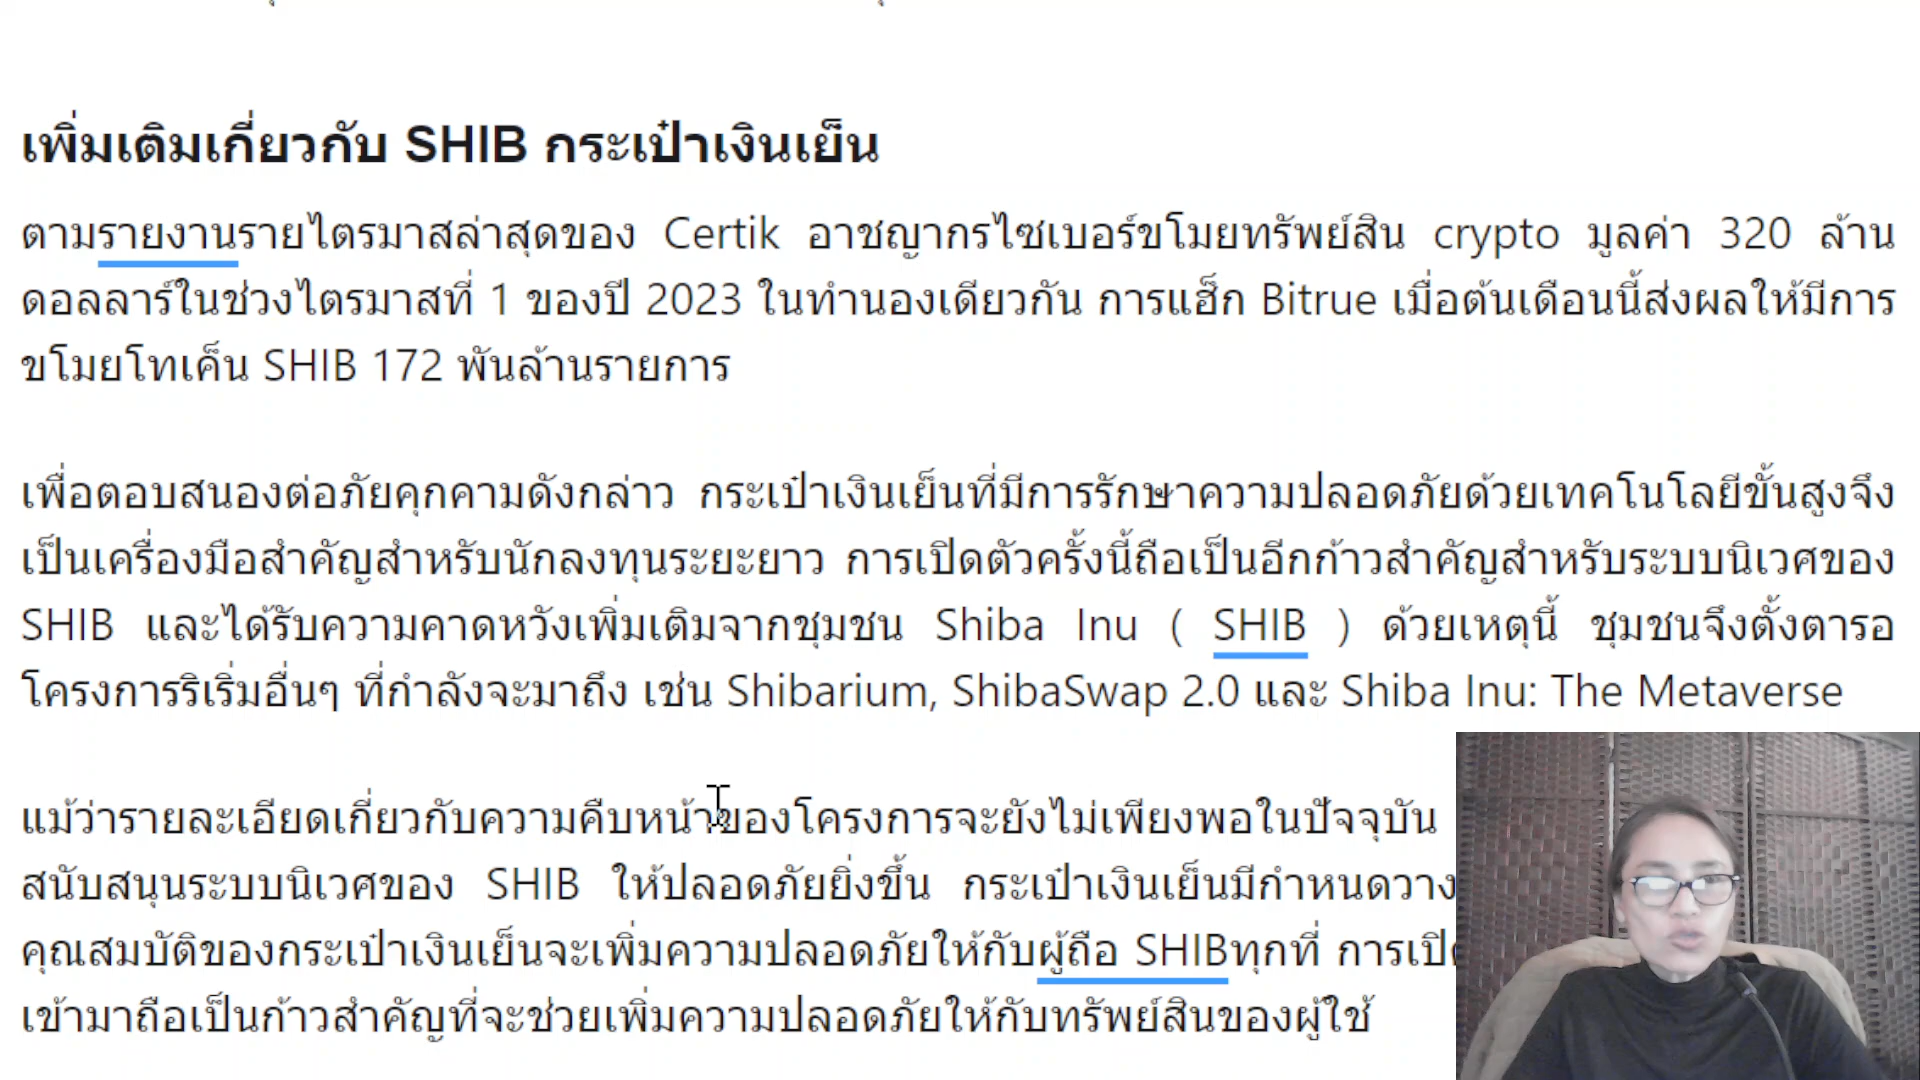 เพิ่มเติมเกี่ยวกับ SHIB กระเป๋าเงินเย็น
ตามรายงานรายไตรมาสล่าสุดของ Certik อาชญากรไซเบอร์ขโมยทรัพย์สิน crypto มูลค่า 320 ล้าน
ดอลลาร์ในช่วงไตรมาสที่ 1 ของปี 2023 ในทำนองเดียวกัน การแฮ็ก Bitrue เมื่อต้นเดือนนี้ส่งผลให้มีการ
ขโมยโทเค็น SHIB 172 พันล้านรายการ
เพื่อตอบสนองต่อภัยคุกคามดังกล่าว กระเป๋าเงินเย็นที่มีการรักษาความปลอดภัยด้วยเทคโนโลยีขั้นสูงจึง
เป็นเครื่องมือสำคัญสำหรับนักลงทุนระยะยาว การเปิดตัวครั้งนี้ถือเป็นอีกก้าวสำคัญสำหรับระบบนิเวศของ
SHIB และได้รับความคาดหวังเพิ่มเติมจากชุมชน Shiba Inu ( SHIB ) ด้วยเหตุนี้ ชุมชนจึงตั้งตารอ
โครงการริเริ่มอื่นๆ ที่กำลังจะมาถึง เช่น Shibarium, ShibaSwap 2.0 และ Shiba Inu: The Metaverse
แม้ว่ารายละเอียดเกี่ยวกับความคืบหน้าของโครงการจะยังไม่เพียงพอในปัจจุบัน
สนับสนุนระบบนิเวศของ SHIB ให้ปลอดภัยยิ่งขึ้น กระเป๋าเงินเย็นมีกำหนดวาง
คุณสมบัติของกระเป๋าเงินเย็นจะเพิ่มความปลอดภัยให้กับผู้ถือ SHIBทุกที่ การเปิด
เข้ามาถือเป็นก้าวสำคัญที่จะช่วยเพิ่มความปลอดภัยให้กับทรัพย์สินของผู้ใช้